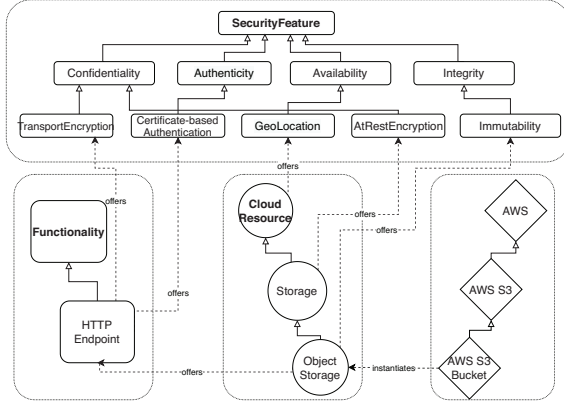 SecurityFeature
Confidentiality
Authenticity
Availability
Integrity
TransportEncryption
Certificate-based
Authentication
GeoLocation
AtRestEncryption
Immutability
offers
offers
offers
offers
Functionality
Cloud
Resource
AWS
offers
HTTP
Endpoint
Storage
AWS S3
Object
Storage
AWS S3
Bucket
offers
instantiates